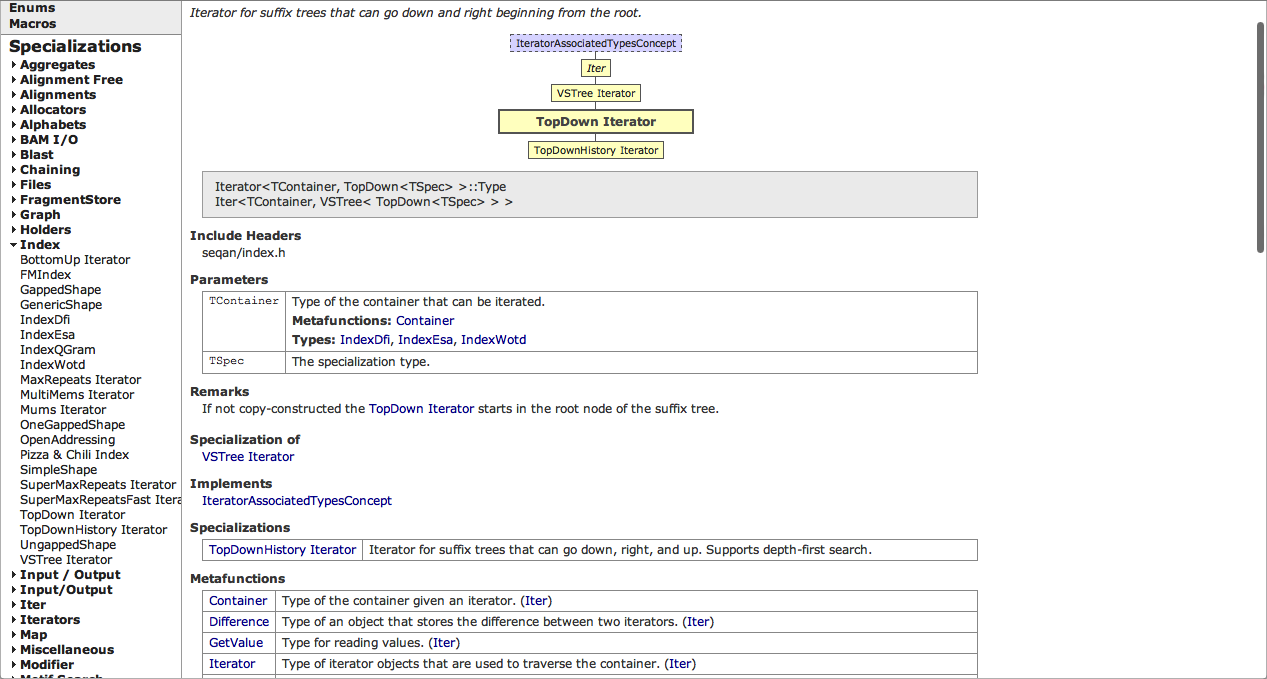 Enums
Macros
Specializations
Aggregates
Alignment Free
Alignments
Allocators
Alphabets
BAM I/O
Blast
Chaining
Files
FragmentStore
Graph
Holders
Index
BottomUp Iterator
FMIndex
GappedShape
GenericShape
IndexDfi
IndexEsa
IndexQGram
IndexWotd
MaxRepeats Iterator
MultiMems Iterator
Mums Iterator
OneGappedShape
OpenAddressing
Pizza & Chili Index
SimpleShape
SuperMaxRepeats Iterator
SuperMaxRepeatsFast Itera
TopDown Iterator
TopDownHistory Iterator
UngappedShape
VSTree Iterator
Input / Output
Input/Output
Iter
Iterators
Map
Miscellaneous
Modifier
Motif Search
Iterator for suffix trees that can go down and right beginning from the root.
IteratorAssociatedTypesConcept
Iter
VSTree Iterator
TopDown Iterator
TopDownHistory Iterator
Iterator<TContainer, TopDown<TSpec> >::Type
Iter<TContainer, VSTree< TopDown<TSpec> > >
Include Headers
seqan/index.h
Parameters
TContainer Type of the container that can be iterated.
Metafunctions: Container
Types: IndexDfi, IndexEsa, IndexWotd
TSpec The specialization type.
Remarks
If not copy-constructed the TopDown Iterator starts in the root node of the suffix tree.
Specialization of
VSTree Iterator
Implements
IteratorAssociatedTypesConcept
Specializations
TopDownHistory Iterator Iterator for suffix trees that can go down, right, and up. Supports depth-first search.
Metafunctions
Container Type of the container given an iterator. (Iter)
Difference Type of an object that stores the difference between two iterators. (Iter)
GetValue Type for reading values. (Iter)
Iterator Type of iterator objects that are used to traverse the container. (Iter)